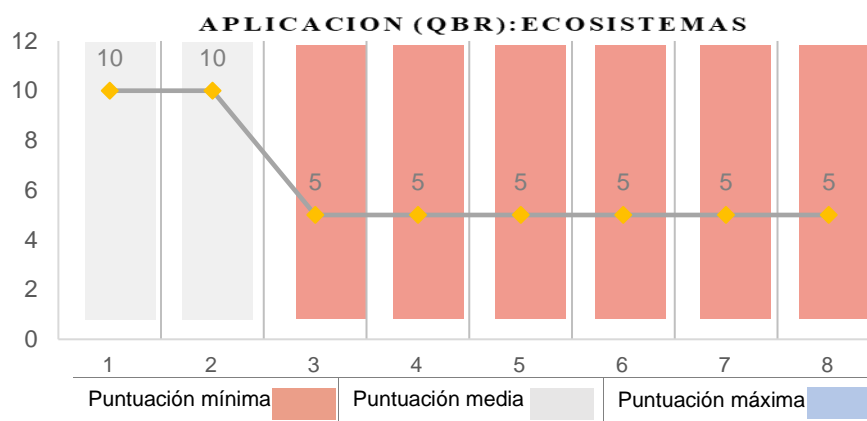 APLICACION (QBR):ECOSISTEMAS
12
10
8
6
4
2
0
10 10 5 5 5 5 5 5
1 2 3 4 5 6 7 8
Puntuación mínima Puntuación media Puntuación máxima